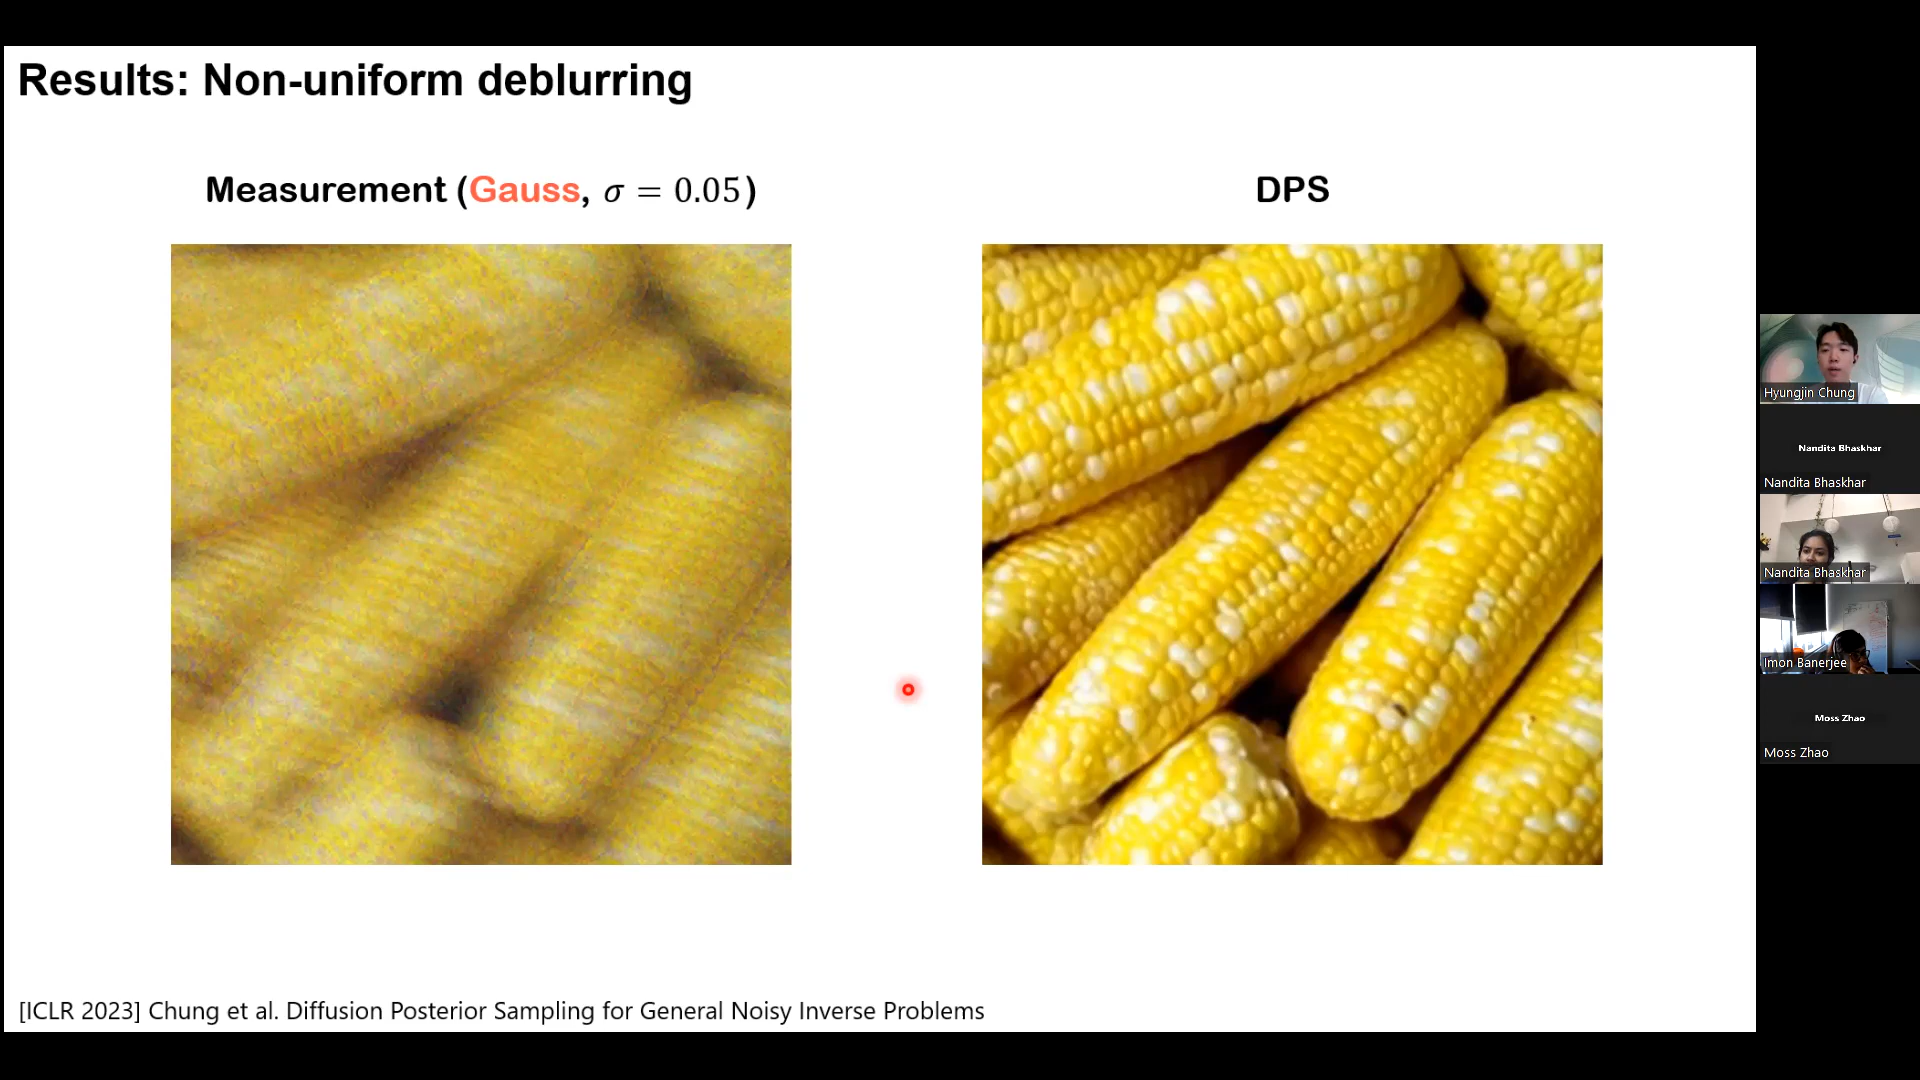 Results: Non-uniform deblurring
Measurement (Gauss, σ = 0.05)
DPS
[ICLR 2023] Chung et al. Diffusion Posterior Sampling for General Noisy Inverse Problems
Hyungjin Chung
Nandita Bhaskhar
Nandita Bhaskhar
Nandita Bhaskhar
Imon Banerjee
Moss Zhao
Moss Zhao